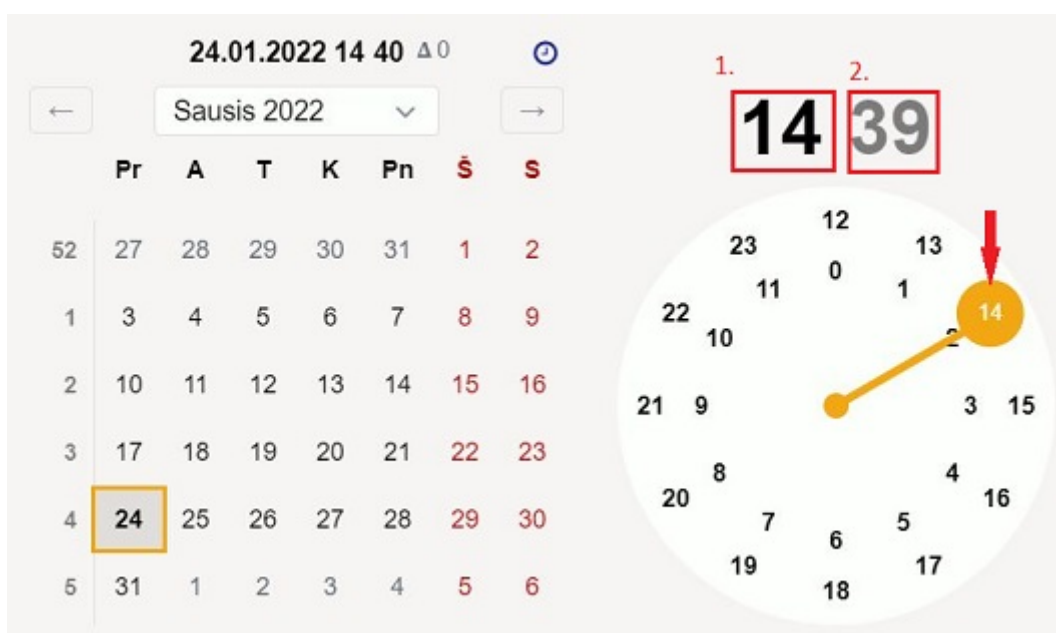 24.01.2022 14 40 Δ 0
← Sausis 2022 →
Pr A T K Pn Š S
52 27 28 29 30 31 1 2
1 3 4 5 6 7 8 9
2 10 11 12 13 14 15 16
3 17 18 19 20 21 22 23
4 24 25 26 27 28 29 30
5 31 1 2 3 4 5 6
1. 2.
14 39
12
23 13
0
11 1
22 14
10 2
21 9 3 15
8 4
20 16
7 5
6
19 17
18